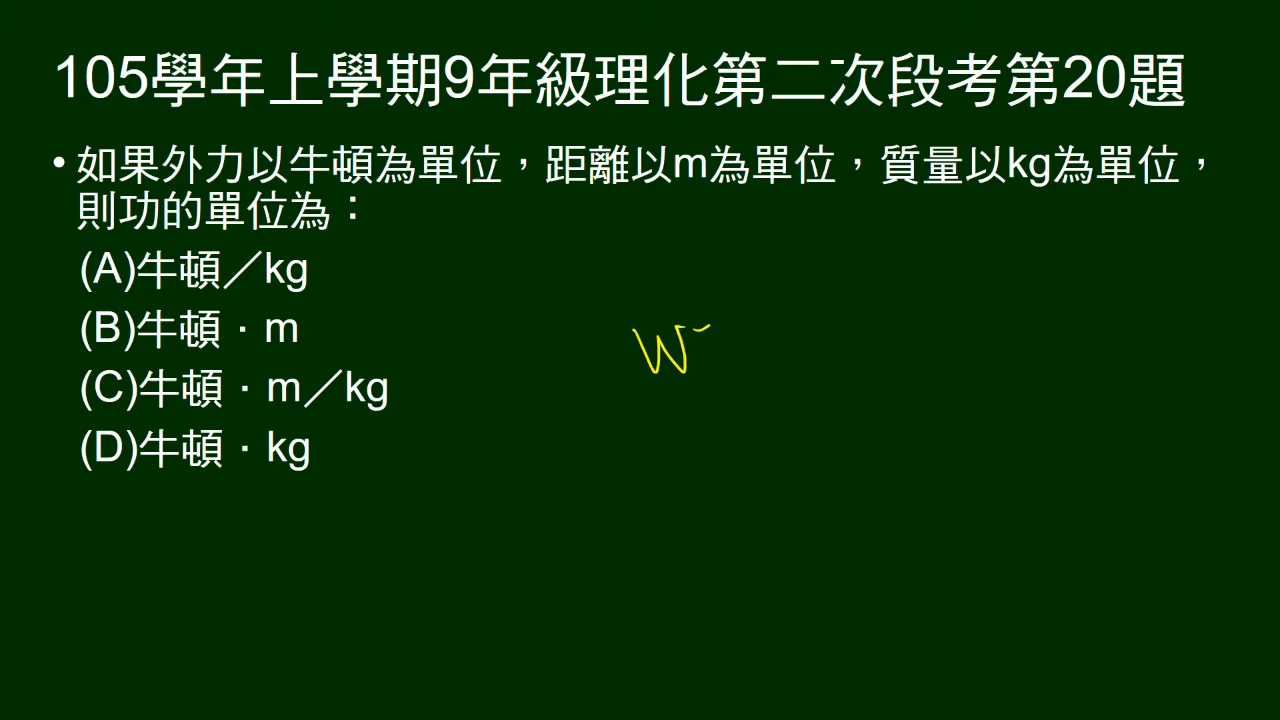 105學年上學期9年級理化第二次段考第20題
• 如果外力以牛頓為單位，距離以m為單位，質量以kg為單位，
則功的單位為：
(A)牛頓／kg
(B)牛頓．m
W
(C)牛頓．m／kg
(D)牛頓．kg